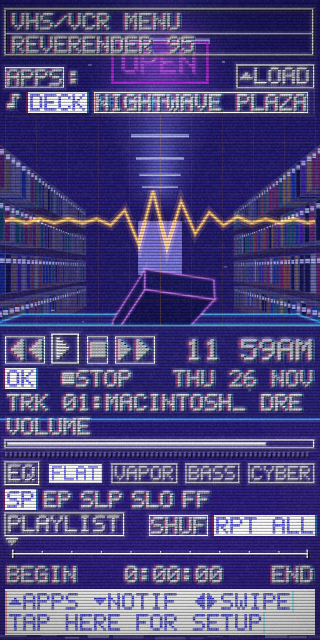 VHS/VCR MENU
REVERENDER 95
OPEN
APPS: ▲LOAD
♪ DECK NIGHTWAVE PLAZA
11 59AM
OK ■STOP THU 26 NOV
TRK 01:MACINTOSH_ DRE
VOLUME
EQ FLAT VAPOR BASS CYBER
SP EP SLP SLO FF
PLAYLIST SHUF RPT ALL
BEGIN 0:00:00 END
▲APPS ▼NOTIF ◀▶SWIPE
TAP HERE FOR SETUP